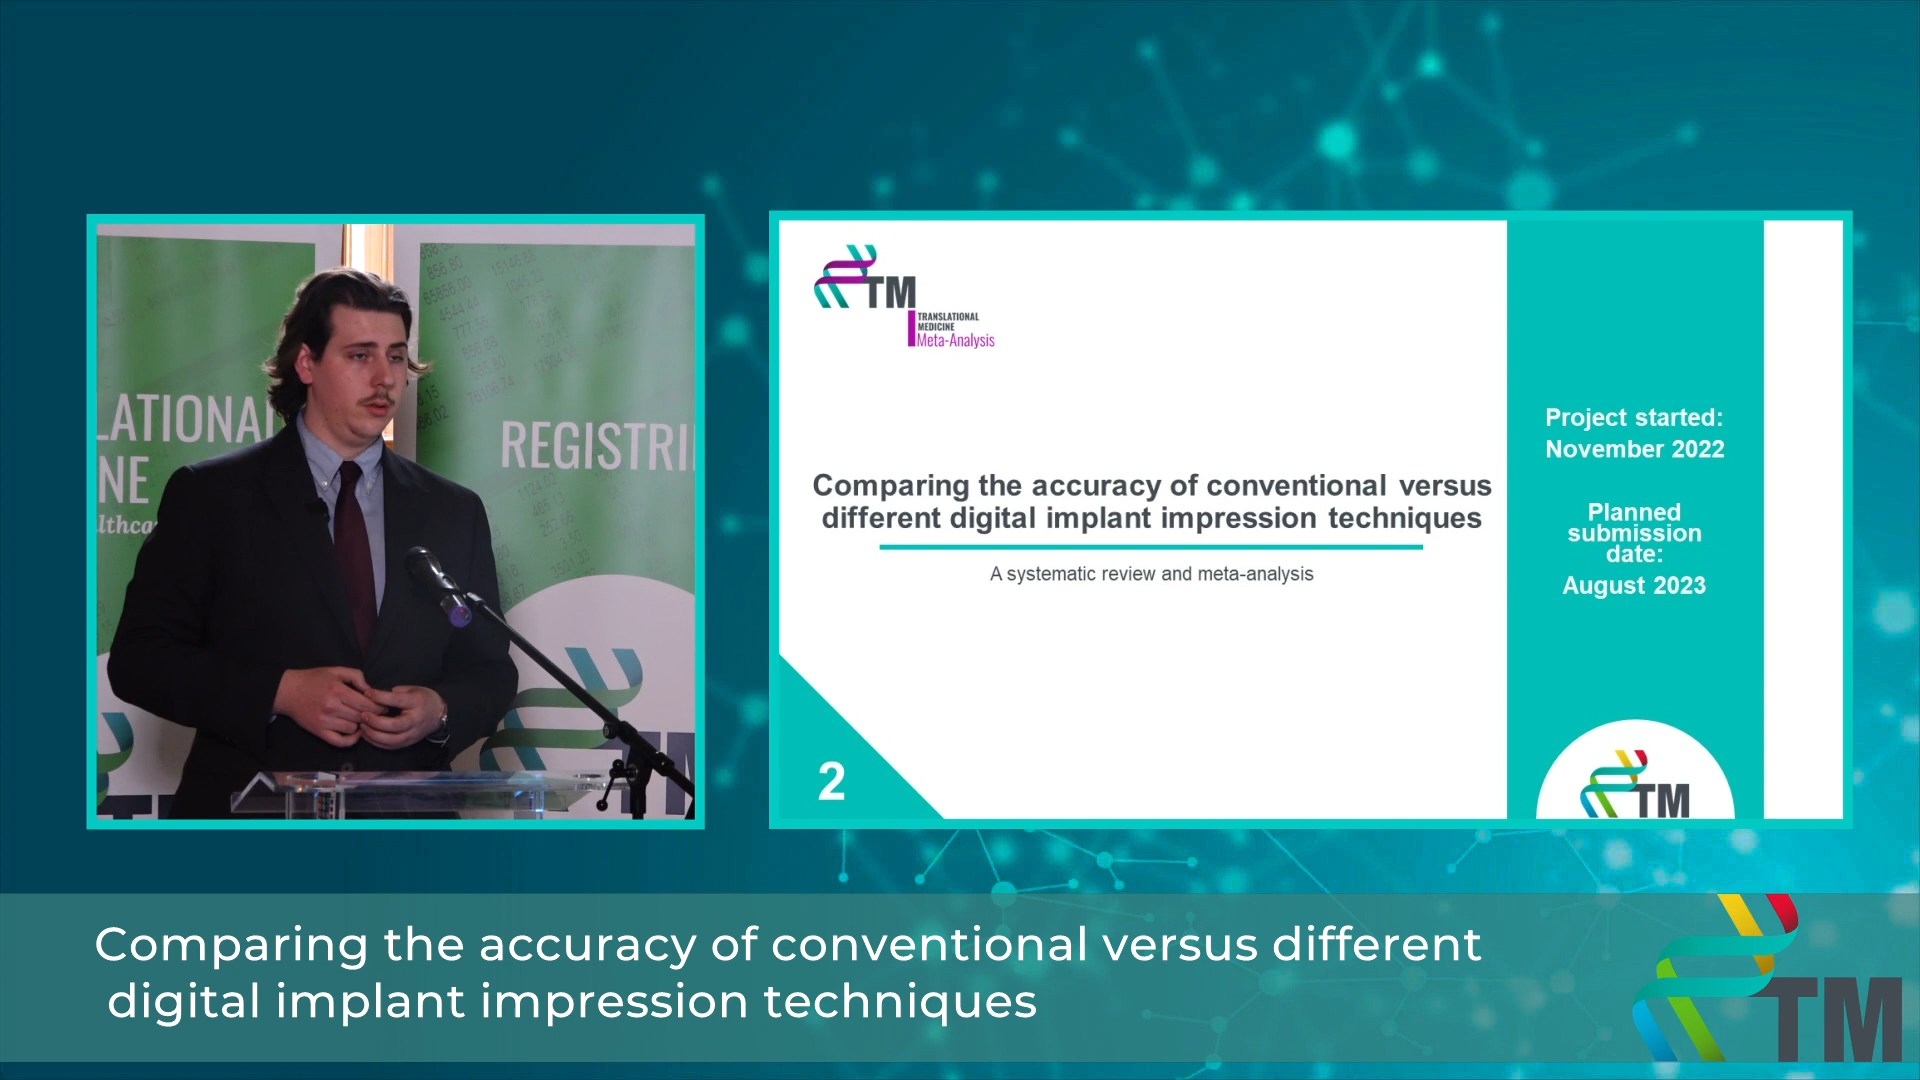 LATIONAL
NE
lthca
REGISTRI
TM
TRANSLATIONAL
MEDICINE
Meta-Analysis
Comparing the accuracy of conventional versus
different digital implant impression techniques
A systematic review and meta-analysis
2
Project started:
November 2022
Planned
submission
date:
August 2023
TM
Comparing the accuracy of conventional versus different
digital implant impression techniques
TM